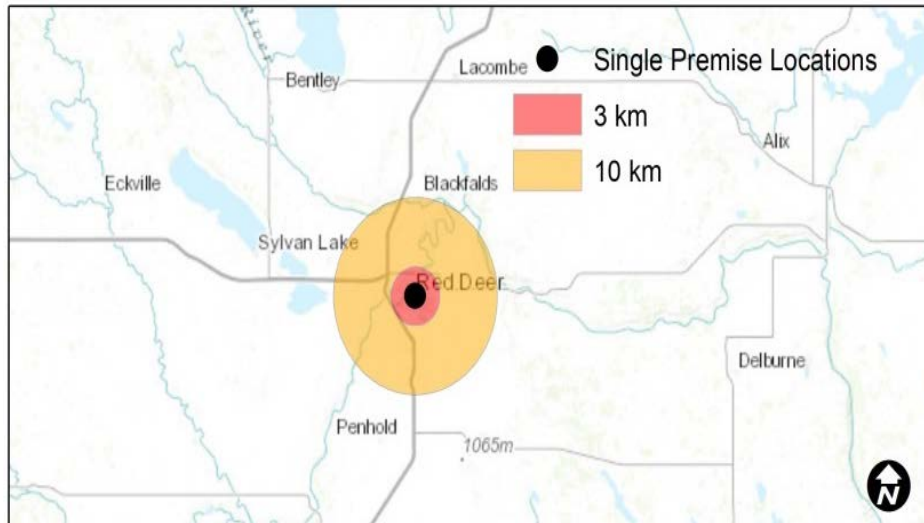 River
Bentley
Lacombe
Single Premise Locations
3 km
10 km
Alix
Eckville
Blackfalds
Sylvan Lake
Red Deer
Delburne
Penhold
1065m
N